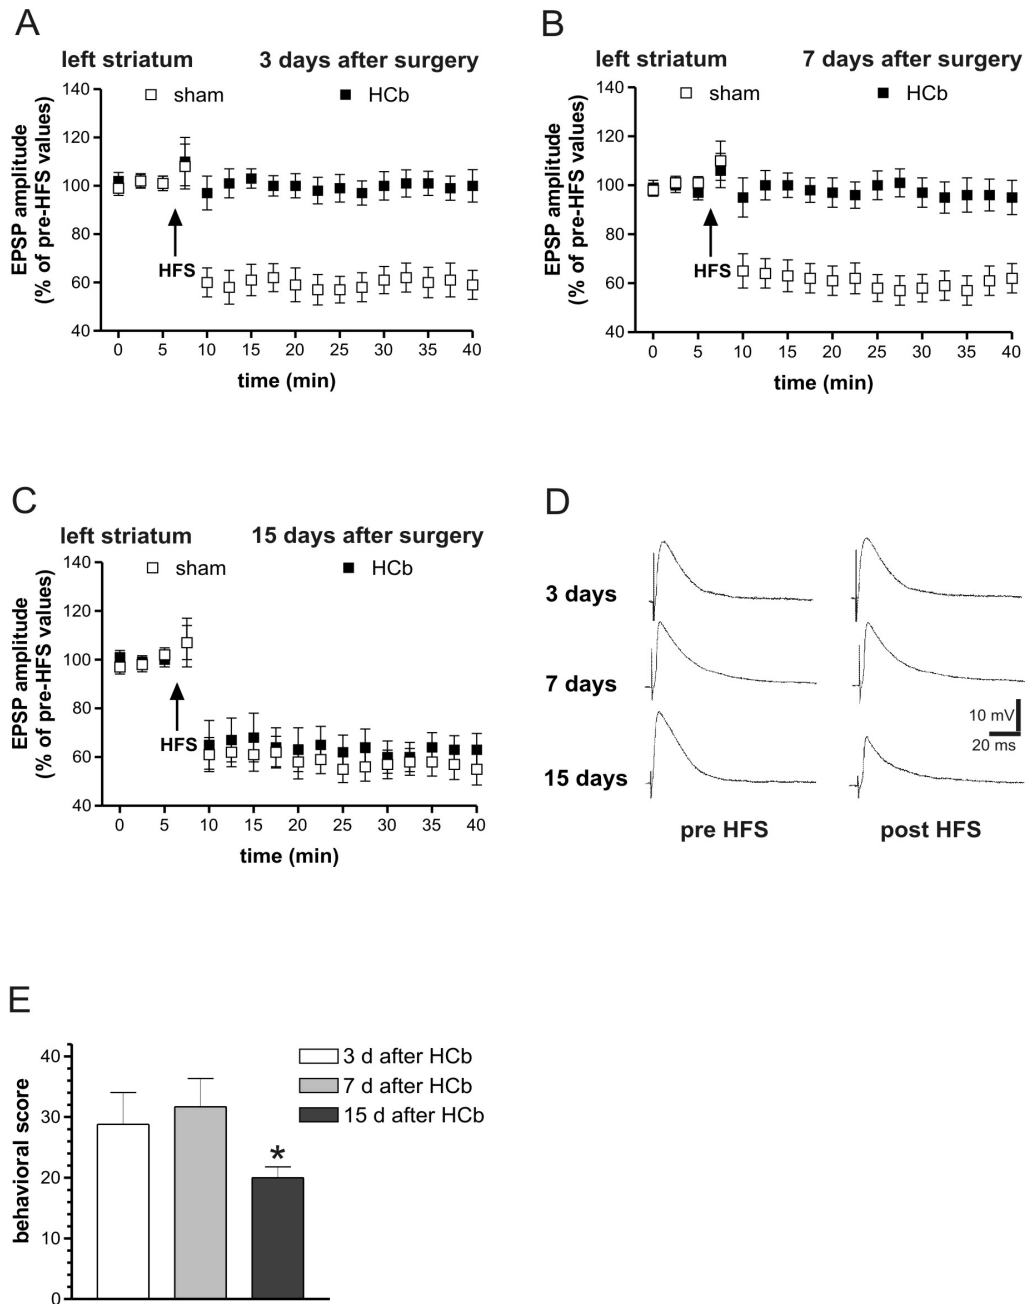 A
left striatum 3 days after surgery
sham HCb
EPSP amplitude
(% of pre-HFS values)
140
120
100
80
60
40
HFS
0 5 10 15 20 25 30 35 40
time (min)
B
left striatum 7 days after surgery
sham HCb
EPSP amplitude
(% of pre-HFS values)
140
120
100
80
60
40
HFS
0 5 10 15 20 25 30 35 40
time (min)
C
left striatum 15 days after surgery
sham HCb
EPSP amplitude
(% of pre-HFS values)
140
120
100
80
60
40
HFS
0 5 10 15 20 25 30 35 40
time (min)
D
3 days
7 days
15 days
10 mV
20 ms
pre HFS post HFS
E
behavioral score
40
30
20
10
0
3 d after HCb
7 d after HCb
15 d after HCb
*